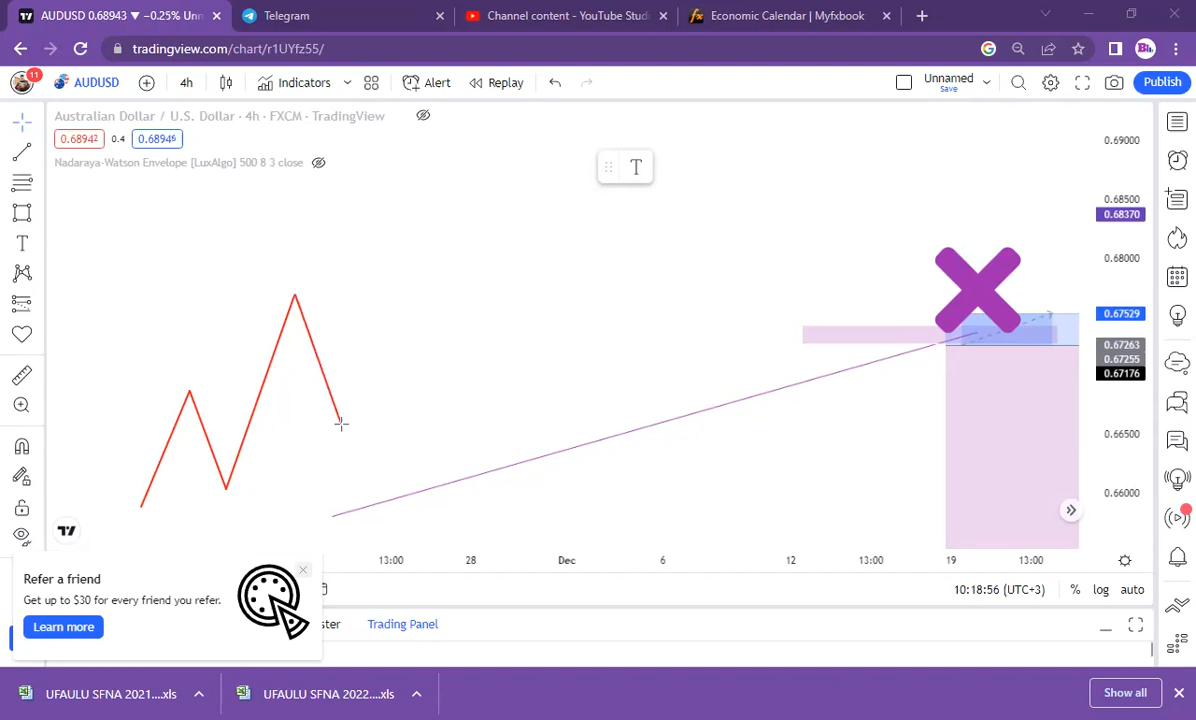 AUDUSD 0.68943 ▼ −0.25% Unn
Telegram
Channel content - YouTube Studi
Economic Calendar | Myfxbook
tradingview.com/chart/r1UYfz55/
11
AUDUSD
4h
Indicators
Alert
Replay
Unnamed
Save
Publish
Australian Dollar / U.S. Dollar · 4h · FXCM · TradingView
0.68942
0.4
0.68946
Nadaraya-Watson Envelope [LuxAlgo] 500 8 3 close
T
0.69000
0.68500
0.68370
0.68000
0.67529
0.67263
0.67255
0.67176
0.66500
0.66000
13:00
28
Dec
6
12
13:00
19
13:00
Refer a friend
Get up to $30 for every friend you refer.
Learn more
10:18:56 (UTC+3)
%
log
auto
ster
Trading Panel
UFAULU SFNA 2021....xls
UFAULU SFNA 2022....xls
Show all